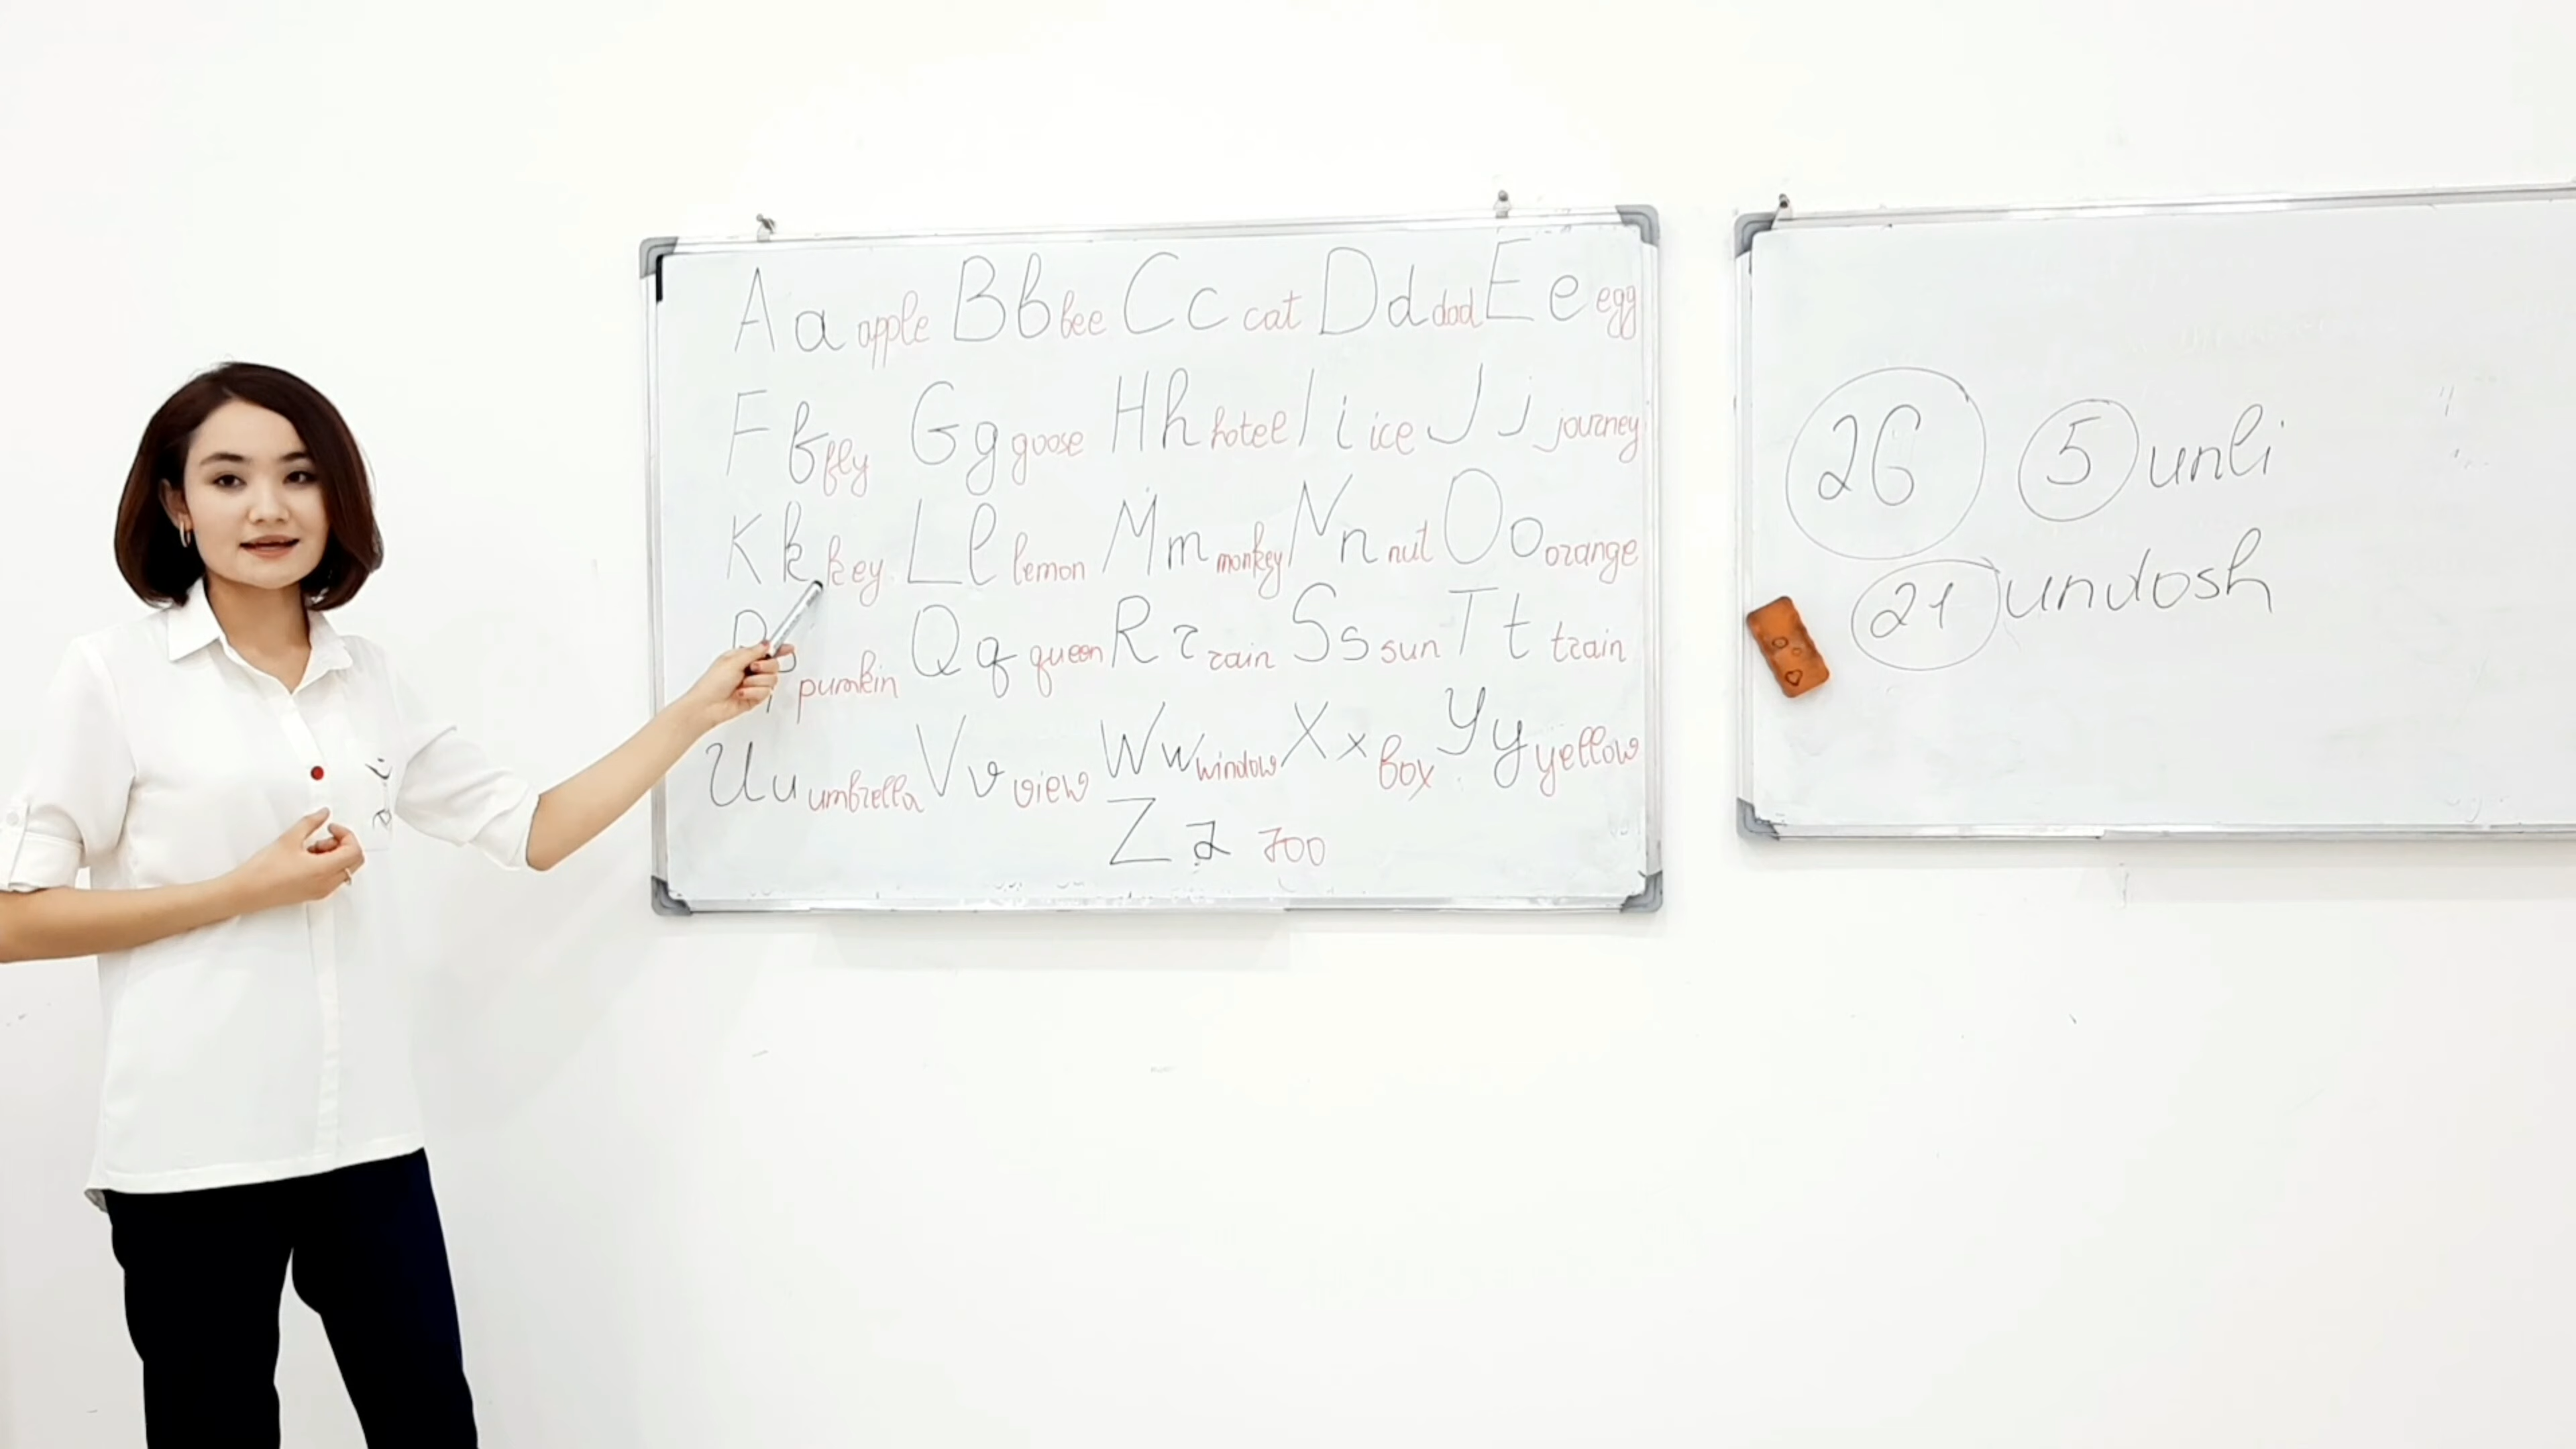 A a apple B b bee C c cat D d dad E e egg
F f fly G g goose H h hotel I i ice J j journey
K k key L l lemon M m monkey N n nut O o orange
P p pumkin Q q queen R r rain S s sun T t train
U u umbrella V v view W w window X x box Y y yellow
Z z zoo
26 5 unli
21 undosh